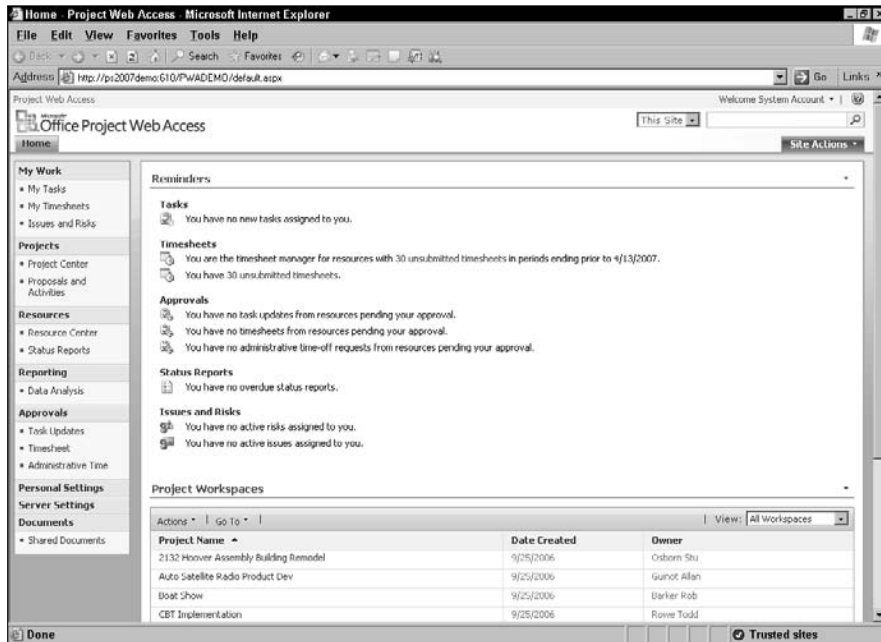 Home - Project Web Access - Microsoft Internet Explorer
File Edit View Favorites Tools Help
Back Search Favorites
Address http://ps2007demo:610/PWADEMO/default.aspx Go Links
Project Web Access Welcome System Account
Microsoft
Office Project Web Access This Site
Home Site Actions
My Work
My Tasks
My Timesheets
Issues and Risks
Projects
Project Center
Proposals and
Activities
Resources
Resource Center
Status Reports
Reporting
Data Analysis
Approvals
Task Updates
Timesheet
Administrative Time
Personal Settings
Server Settings
Documents
Shared Documents
Reminders
Tasks
You have no new tasks assigned to you.
Timesheets
You are the timesheet manager for resources with 30 unsubmitted timesheets in periods ending prior to 4/13/2007.
You have 30 unsubmitted timesheets.
Approvals
You have no task updates from resources pending your approval.
You have no timesheets from resources pending your approval.
You have no administrative time-off requests from resources pending your approval.
Status Reports
You have no overdue status reports.
Issues and Risks
You have no active risks assigned to you.
You have no active issues assigned to you.
Project Workspaces
Actions Go To View: All Workspaces
Project Name Date Created Owner
2132 Hoover Assembly Building Remodel 9/25/2006 Osborn Stu
Auto Satellite Radio Product Dev 9/25/2006 Guinot Allan
Boat Show 9/25/2006 Barker Rob
CBT Implementation 9/25/2006 Rowe Todd
Done Trusted sites